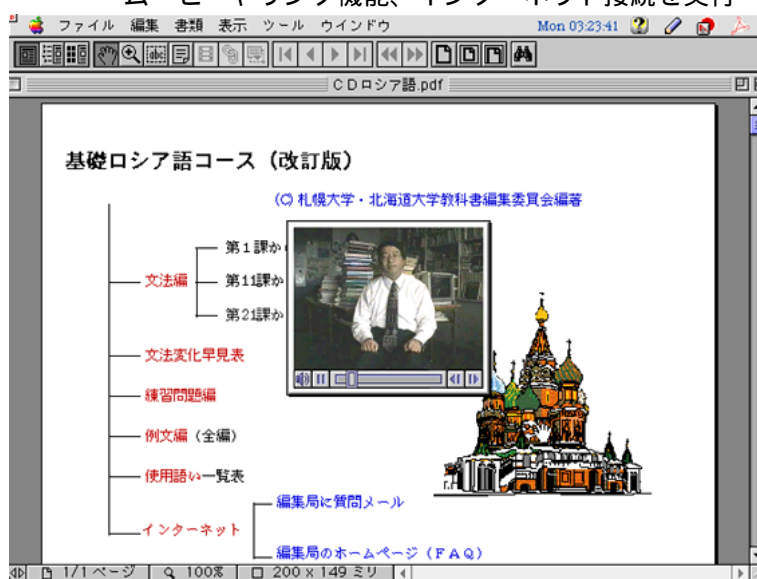 ムービーやリンク機能、インターネット接続を実行
ファイル 編集 書類 表示 ツール ウインドウ Mon 03:23:41
abc
CDロシア語.pdf
基礎ロシア語コース（改訂版）
(C) 札幌大学・北海道大学教科書編集委員会編著
文法編
第1課か
第11課か
第21課か
文法変化早見表
練習問題編
例文編（全編）
使用語い一覧表
インターネット
編集局に質問メール
編集局のホームページ（FAQ）
1/1 ページ 100% 200 x 149 ミリ